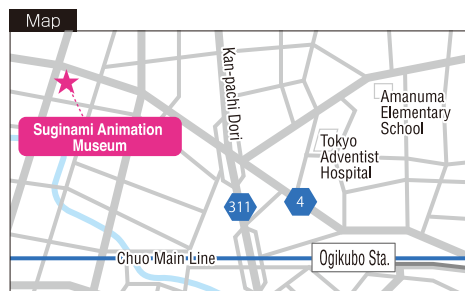 Map
Kan-pachi Dori
Suginami Animation
Museum
Amanuma
Elementary
School
Tokyo
Adventist
Hospital
311
4
Chuo Main Line
Ogikubo Sta.